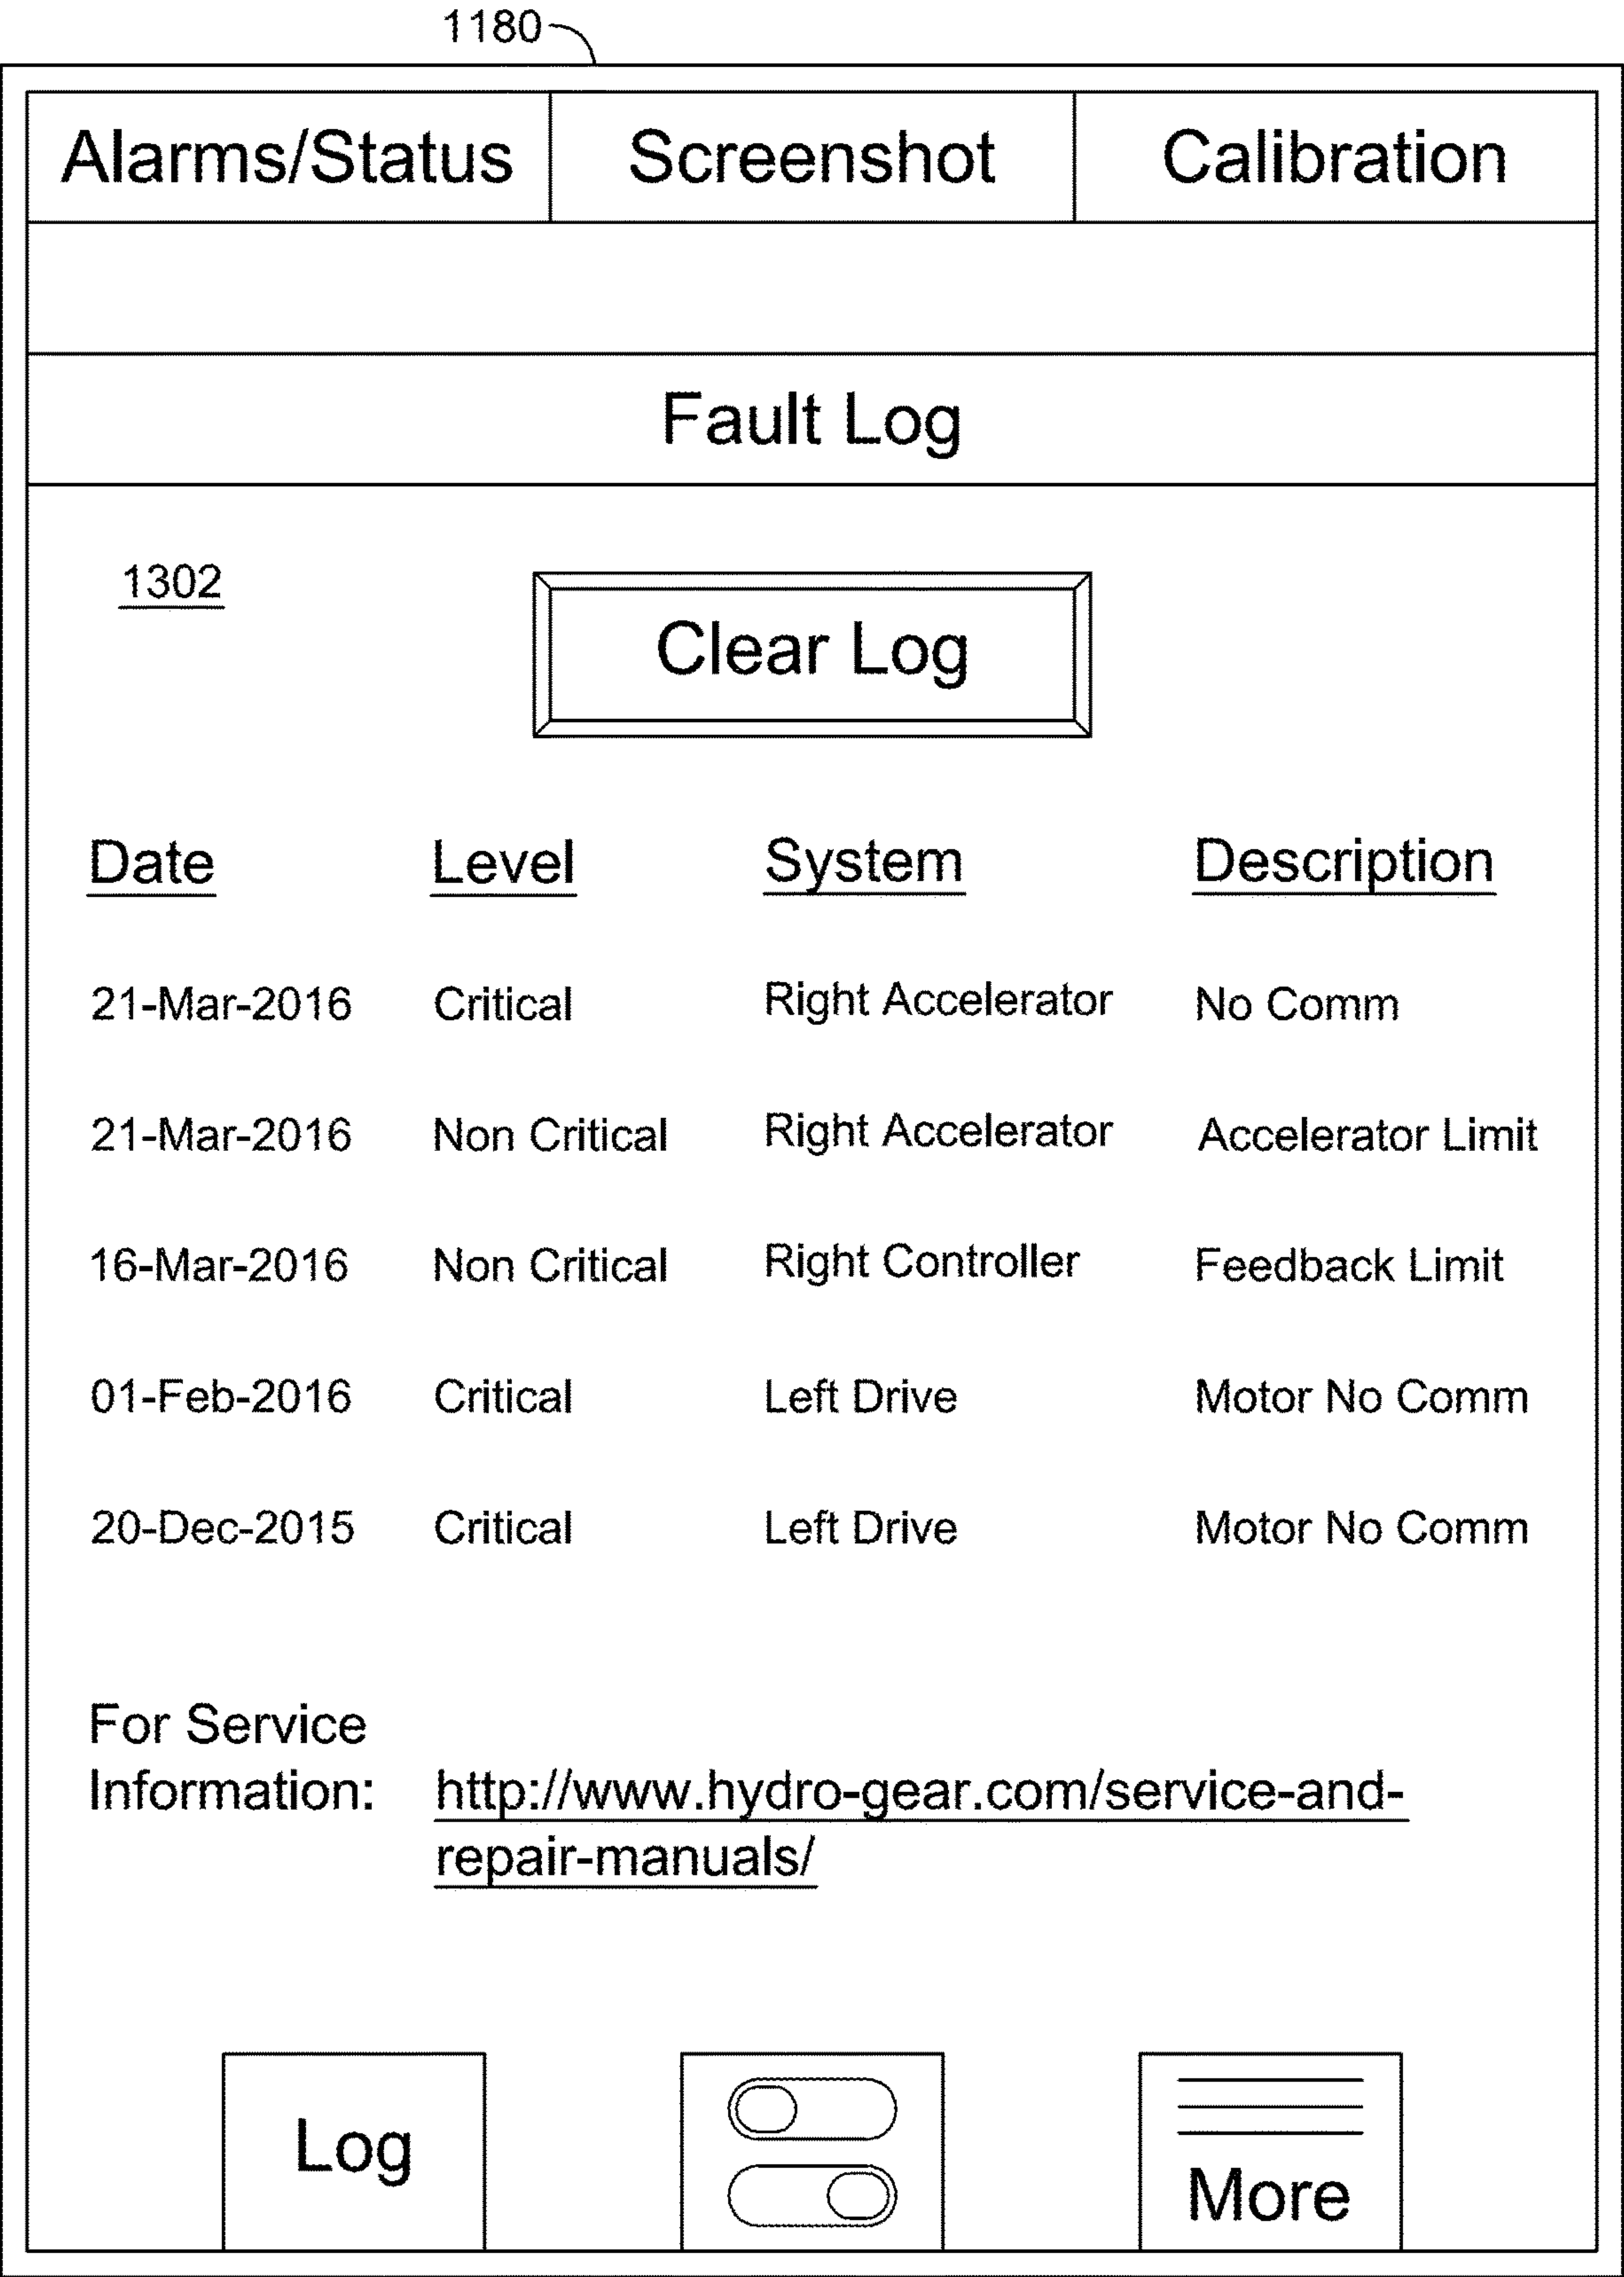 1180
Alarms/Status Screenshot Calibration
Fault Log
1302
Clear Log
Date Level System Description
21-Mar-2016 Critical Right Accelerator No Comm
21-Mar-2016 Non Critical Right Accelerator Accelerator Limit
16-Mar-2016 Non Critical Right Controller Feedback Limit
01-Feb-2016 Critical Left Drive Motor No Comm
20-Dec-2015 Critical Left Drive Motor No Comm
For Service
Information: http://www.hydro-gear.com/service-and-
repair-manuals/
Log
More